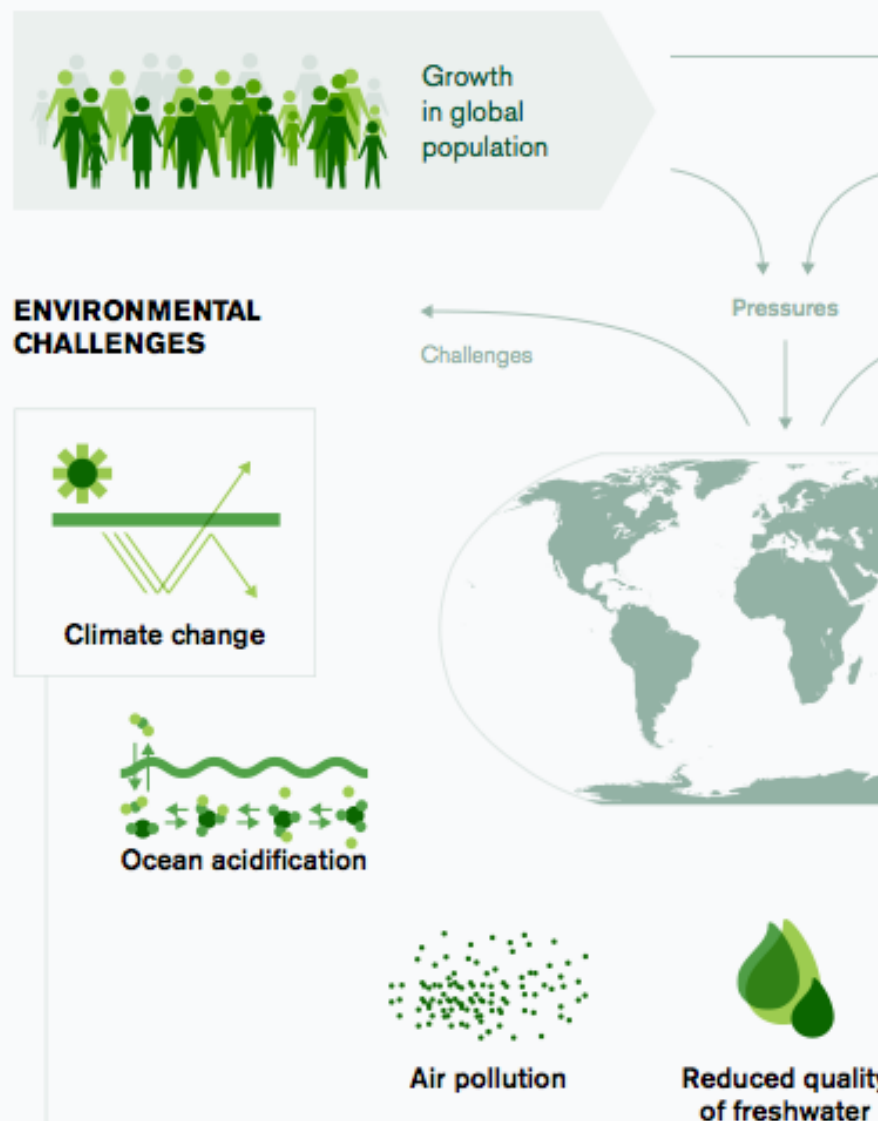 Growth
in global
population
ENVIRONMENTAL
CHALLENGES
Pressures
Challenges
Climate change
Ocean acidification
Air pollution
Reduced quality
of freshwater